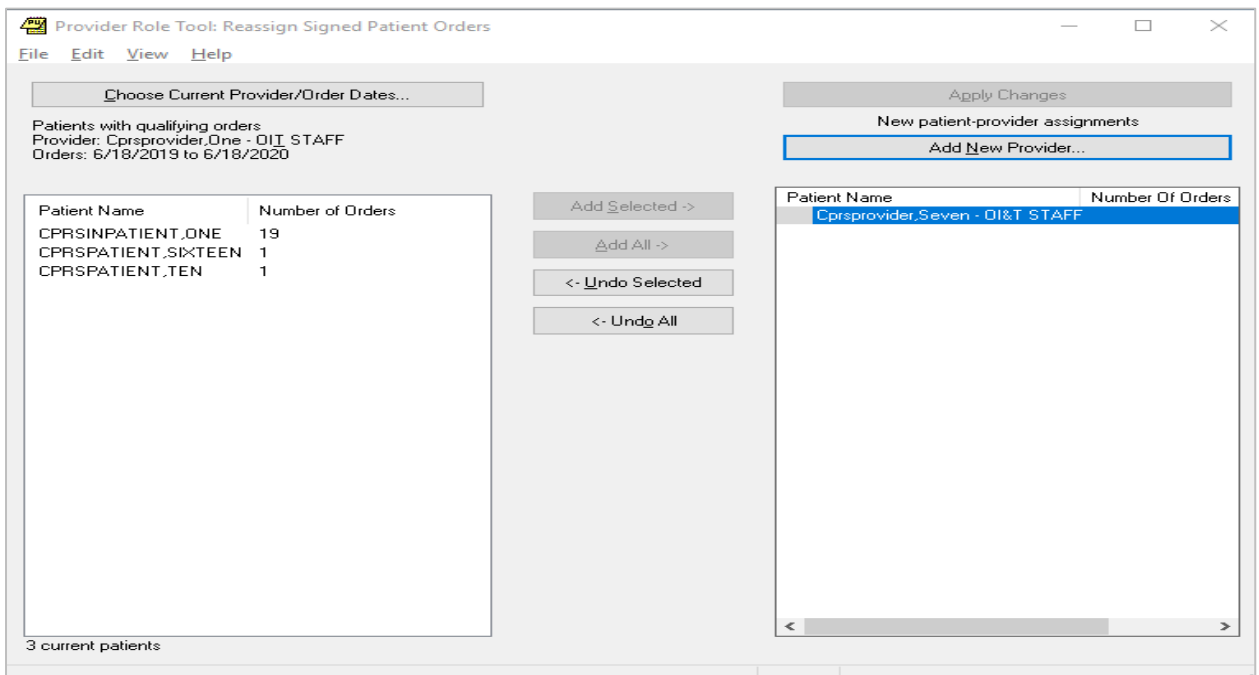 Provider Role Tool: Reassign Signed Patient Orders
File Edit View Help
Choose Current Provider/Order Dates...
Patients with qualifying orders
Provider: Cprsprovider,One - OIT STAFF
Orders: 6/18/2019 to 6/18/2020
Patient Name Number of Orders
CPRSINPATIENT,ONE 19
CPRSPATIENT,SIXTEEN 1
CPRSPATIENT,TEN 1
3 current patients
Add Selected ->
Add All ->
<- Undo Selected
<- Undo All
Apply Changes
New patient-provider assignments
Add New Provider...
Patient Name Number Of Orders
Cprsprovider,Seven - OI&T STAFF